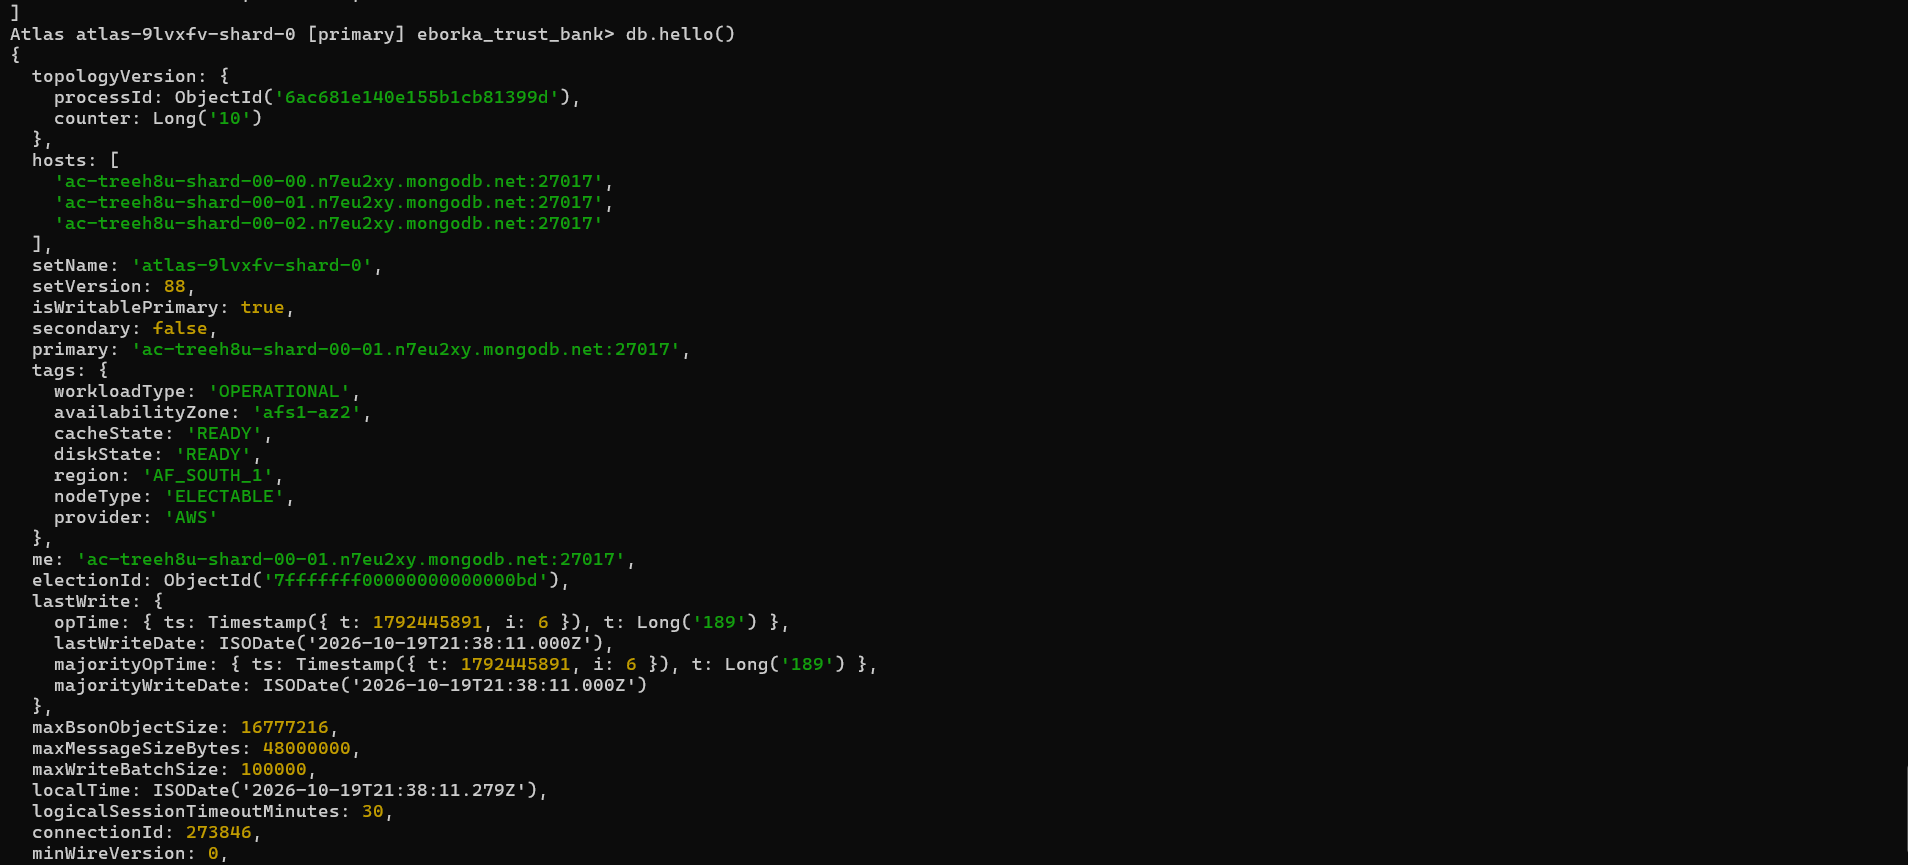 ]
Atlas atlas-9lvxfv-shard-0 [primary] eborka_trust_bank> db.hello()
{
  topologyVersion: {
    processId: ObjectId('6ac681e140e155b1cb81399d'),
    counter: Long('10')
  },
  hosts: [
    'ac-treeh8u-shard-00-00.n7eu2xy.mongodb.net:27017',
    'ac-treeh8u-shard-00-01.n7eu2xy.mongodb.net:27017',
    'ac-treeh8u-shard-00-02.n7eu2xy.mongodb.net:27017'
  ],
  setName: 'atlas-9lvxfv-shard-0',
  setVersion: 88,
  isWritablePrimary: true,
  secondary: false,
  primary: 'ac-treeh8u-shard-00-01.n7eu2xy.mongodb.net:27017',
  tags: {
    workloadType: 'OPERATIONAL',
    availabilityZone: 'afs1-az2',
    cacheState: 'READY',
    diskState: 'READY',
    region: 'AF_SOUTH_1',
    nodeType: 'ELECTABLE',
    provider: 'AWS'
  },
  me: 'ac-treeh8u-shard-00-01.n7eu2xy.mongodb.net:27017',
  electionId: ObjectId('7fffffff00000000000000bd'),
  lastWrite: {
    opTime: { ts: Timestamp({ t: 1792445891, i: 6 }), t: Long('189') },
    lastWriteDate: ISODate('2026-10-19T21:38:11.000Z'),
    majorityOpTime: { ts: Timestamp({ t: 1792445891, i: 6 }), t: Long('189') },
    majorityWriteDate: ISODate('2026-10-19T21:38:11.000Z')
  },
  maxBsonObjectSize: 16777216,
  maxMessageSizeBytes: 48000000,
  maxWriteBatchSize: 100000,
  localTime: ISODate('2026-10-19T21:38:11.279Z'),
  logicalSessionTimeoutMinutes: 30,
  connectionId: 273846,
  minWireVersion: 0,